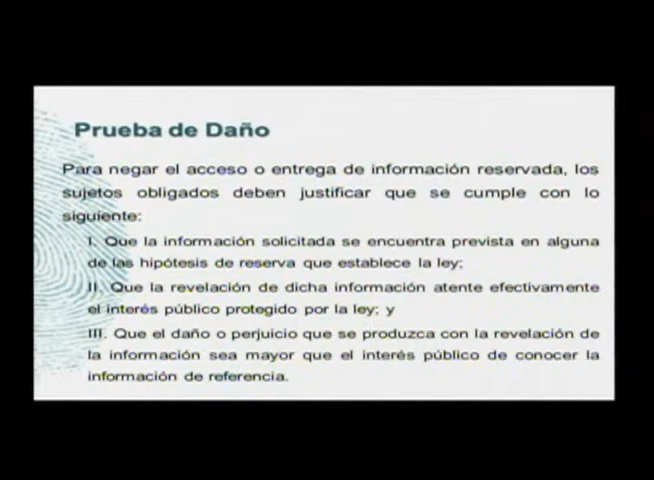 Prueba de Daño
Para negar el acceso o entrega de información reservada, los
sujetos obligados deben justificar que se cumple con lo
siguiente:
I. Que la información solicitada se encuentra prevista en alguna
de las hipótesis de reserva que establece la ley;
II. Que la revelación de dicha información atente efectivamente
el interés público protegido por la ley; y
III. Que el daño o perjuicio que se produzca con la revelación de
la información sea mayor que el interés público de conocer la
información de referencia.